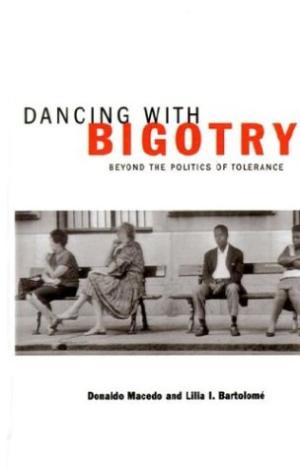 DANCING WITH
BIGOTRY
BEYOND THE POLITICS OF TOLERANCE
Donaldo Macedo and Lilia I. Bartolomé